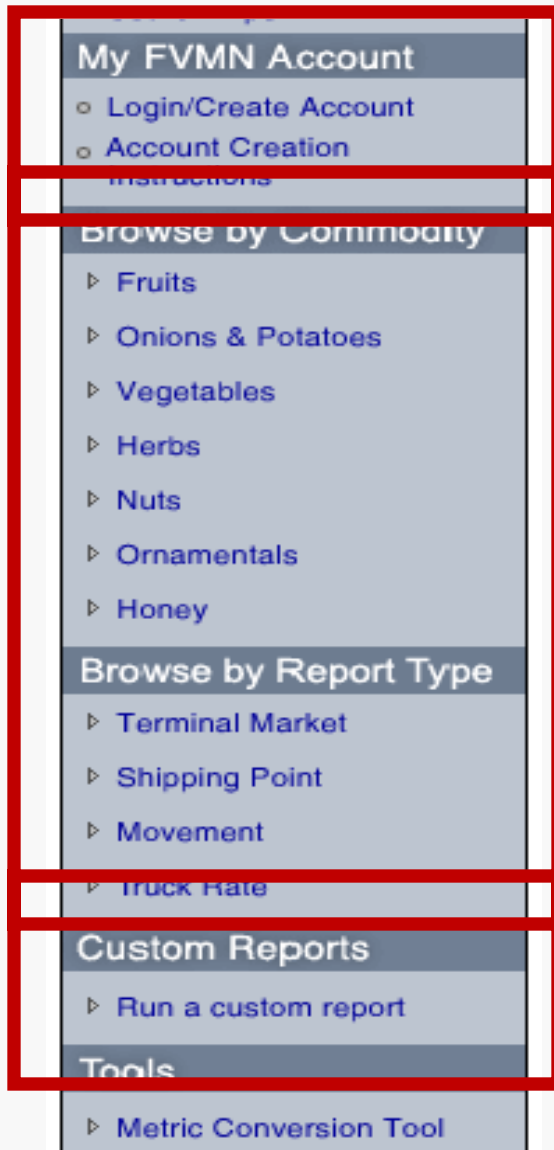 My FVMN Account
Login/Create Account
Account Creation
Instructions
Browse by Commodity
Fruits
Onions & Potatoes
Vegetables
Herbs
Nuts
Ornamentals
Honey
Browse by Report Type
Terminal Market
Shipping Point
Movement
Truck Rate
Custom Reports
Run a custom report
Tools
Metric Conversion Tool